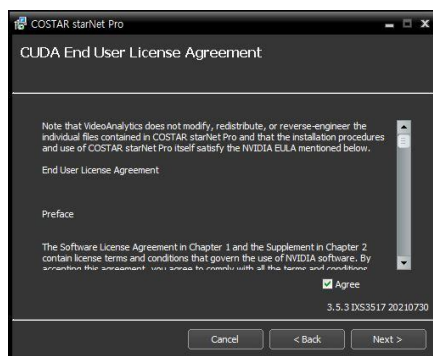 COSTAR starNet Pro
CUDA End User License Agreement
Note that VideoAnalytics does not modify, redistribute, or reverse-engineer the
individual files contained in COSTAR starNet Pro and that the installation procedures
and use of COSTAR starNet Pro itself satisfy the NVIDIA EULA mentioned below.
End User License Agreement
Preface
The Software License Agreement in Chapter 1 and the Supplement in Chapter 2
contain license terms and conditions that govern the use of NVIDIA software. By
accepting this agreement, you agree to comply with all the terms and conditions
Agree
3.5.3 IXS3517 20210730
Cancel
< Back
Next >